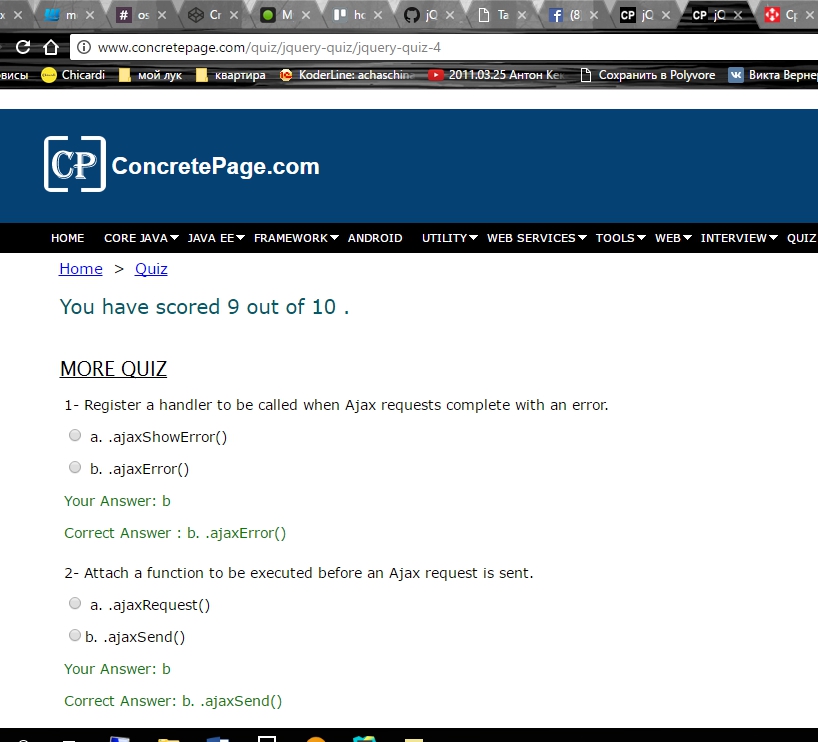 m
os
Cr
M
ho
jQ
Ta
(8
CP jQ
CP jQ
www.concretepage.com/quiz/jquery-quiz/jquery-quiz-4
висы Chicardi мой лук квартира KoderLine: achaschin 2011.03.25 Антон Ке Сохранить в Polyvore Викта Верне
CP ConcretePage.com
HOME CORE JAVA JAVA EE FRAMEWORK ANDROID UTILITY WEB SERVICES TOOLS WEB INTERVIEW QUIZ
Home > Quiz
You have scored 9 out of 10 .
MORE QUIZ
1- Register a handler to be called when Ajax requests complete with an error.
a. .ajaxShowError()
b. .ajaxError()
Your Answer: b
Correct Answer : b. .ajaxError()
2- Attach a function to be executed before an Ajax request is sent.
a. .ajaxRequest()
b. .ajaxSend()
Your Answer: b
Correct Answer: b. .ajaxSend()